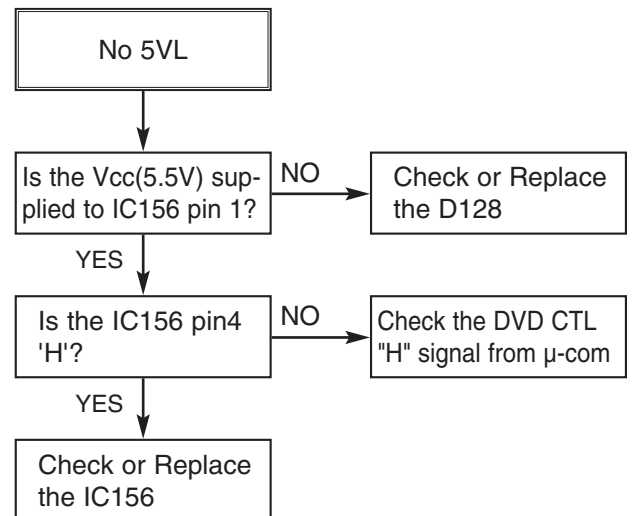 No 5VL
Is the Vcc(5.5V) sup-
plied to IC156 pin 1?
NO
Check or Replace
the D128
YES
Is the IC156 pin4
'H'?
NO
Check the DVD CTL
"H" signal from µ-com
YES
Check or Replace
the IC156